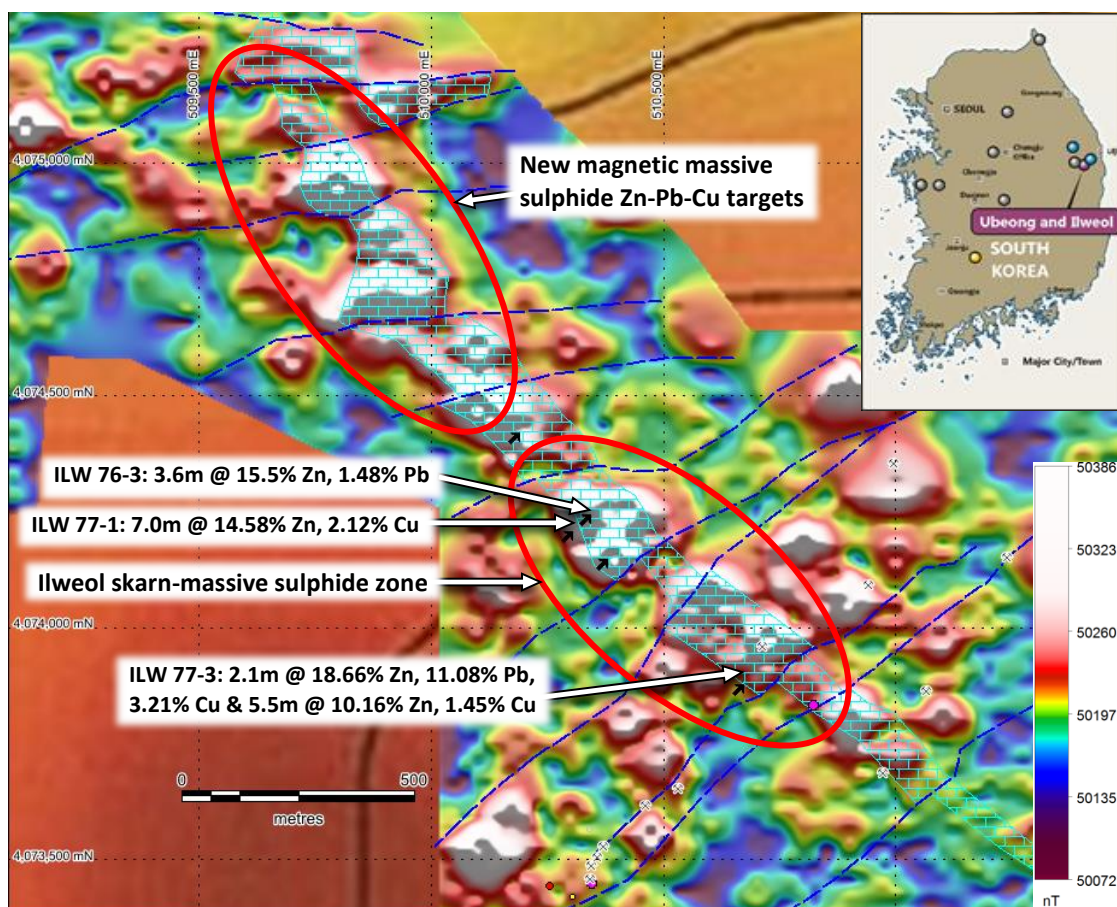 509,500 mE
510,000 mE
510,500 mE
4,075,000 mN
4,074,500 mN
4,074,000 mN
4,073,500 mN
New magnetic massive
sulphide Zn-Pb-Cu targets
ILW 76-3: 3.6m @ 15.5% Zn, 1.48% Pb
ILW 77-1: 7.0m @ 14.58% Zn, 2.12% Cu
Ilweol skarn-massive sulphide zone
ILW 77-3: 2.1m @ 18.66% Zn, 11.08% Pb,
3.21% Cu & 5.5m @ 10.16% Zn, 1.45% Cu
0
500
metres
SEOUL
Ubeong and Ilweol
SOUTH
KOREA
Major City/Town
50386
50323
50260
50197
50135
50072
nT